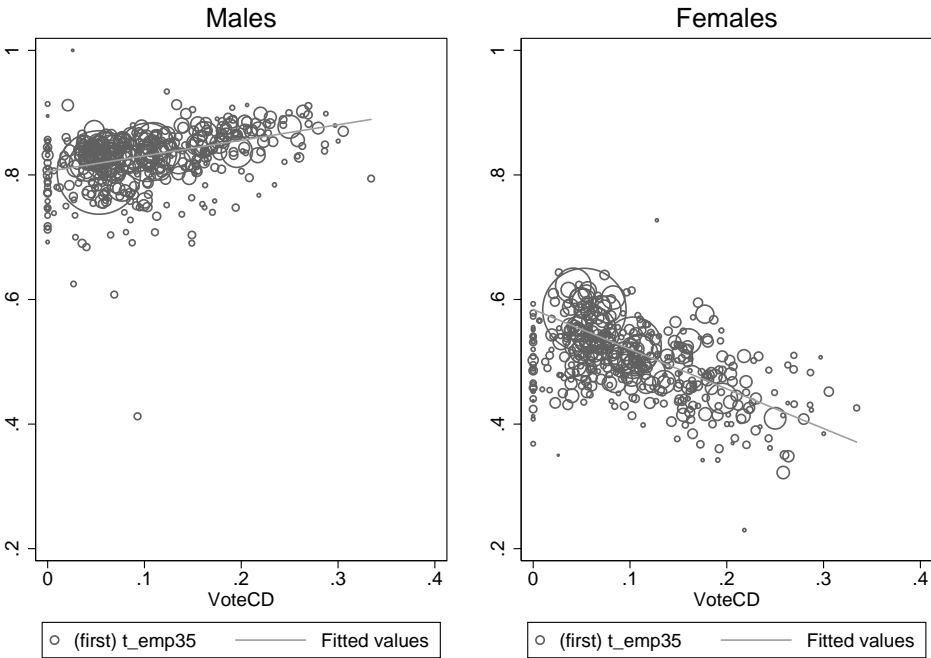 Males
1
.8
.6
.4
.2
0
.1
.2
.3
.4
VoteCD
(first) t_emp35
Fitted values
Females
1
.8
.6
.4
.2
0
.1
.2
.3
.4
VoteCD
(first) t_emp35
Fitted values